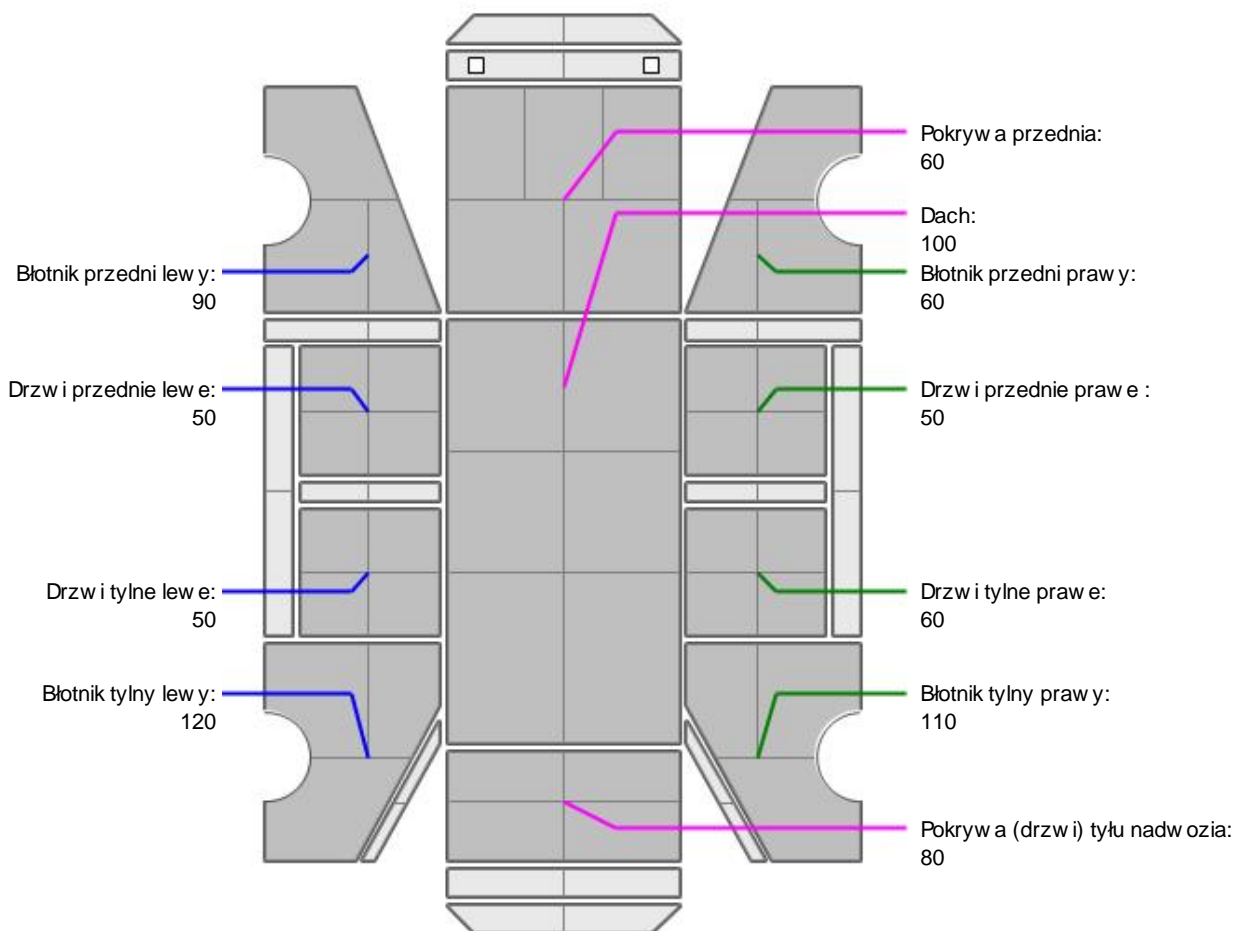 Pokrywa przednia:
60
Dach:
100
Błotnik przedni lewy:
90
Błotnik przedni prawy:
60
Drzwi przednie lewe:
50
Drzwi przednie prawe :
50
Drzwi tylne lewe:
50
Drzwi tylne prawe:
60
Błotnik tylny lewy:
120
Błotnik tylny prawy:
110
Pokrywa (drzwi) tyłu nadwozia:
80